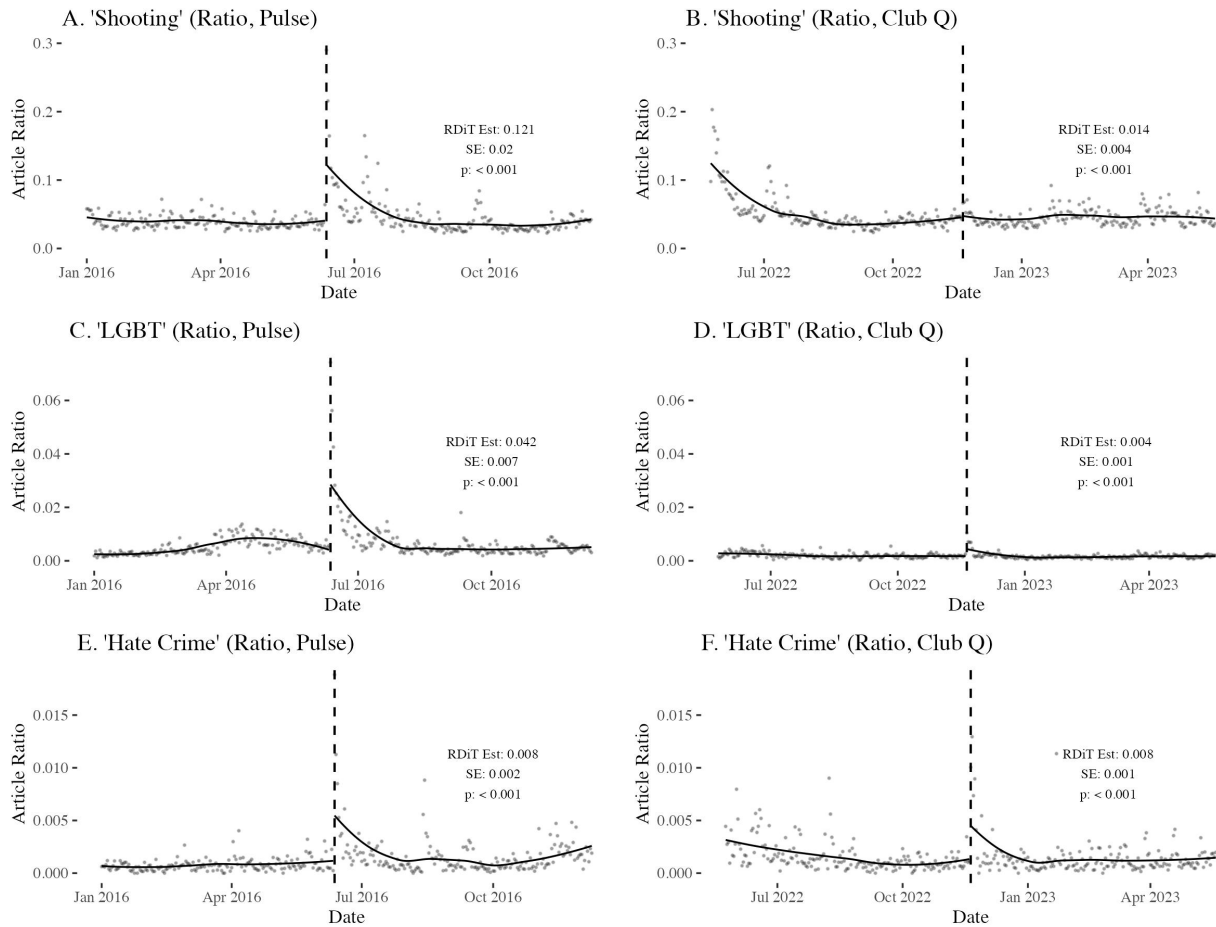 A. 'Shooting' (Ratio, Pulse)
Article Ratio
0.3
0.2
0.1
0.0
RDiT Est: 0.121
SE: 0.02
p: < 0.001
Jan 2016 Apr 2016 Jul 2016 Oct 2016
Date
B. 'Shooting' (Ratio, Club Q)
Article Ratio
0.3
0.2
0.1
0.0
RDiT Est: 0.014
SE: 0.004
p: < 0.001
Jul 2022 Oct 2022 Jan 2023 Apr 2023
Date
C. 'LGBT' (Ratio, Pulse)
Article Ratio
0.06
0.04
0.02
0.00
RDiT Est: 0.042
SE: 0.007
p: < 0.001
Jan 2016 Apr 2016 Jul 2016 Oct 2016
Date
D. 'LGBT' (Ratio, Club Q)
Article Ratio
0.06
0.04
0.02
0.00
RDiT Est: 0.004
SE: 0.001
p: < 0.001
Jul 2022 Oct 2022 Jan 2023 Apr 2023
Date
E. 'Hate Crime' (Ratio, Pulse)
Article Ratio
0.015
0.010
0.005
0.000
RDiT Est: 0.008
SE: 0.002
p: < 0.001
Jan 2016 Apr 2016 Jul 2016 Oct 2016
Date
F. 'Hate Crime' (Ratio, Club Q)
Article Ratio
0.015
0.010
0.005
0.000
RDiT Est: 0.008
SE: 0.001
p: < 0.001
Jul 2022 Oct 2022 Jan 2023 Apr 2023
Date